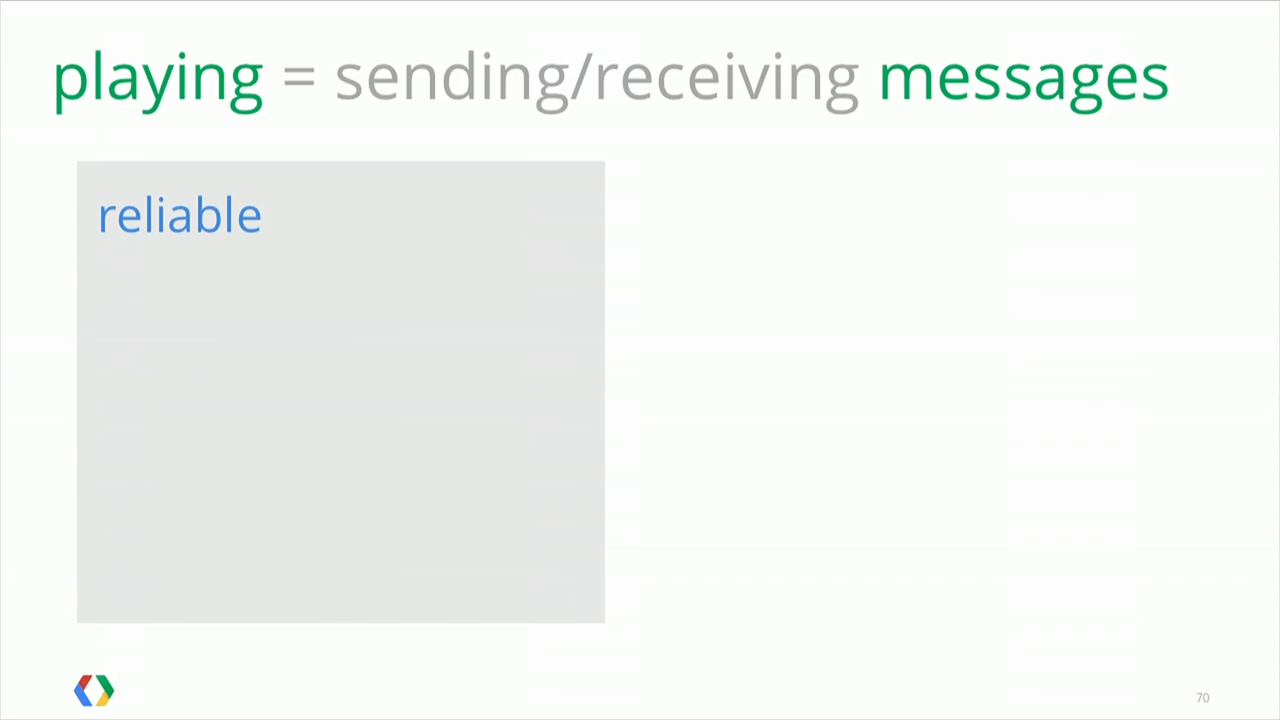 playing = sending/receiving messages
reliable
70